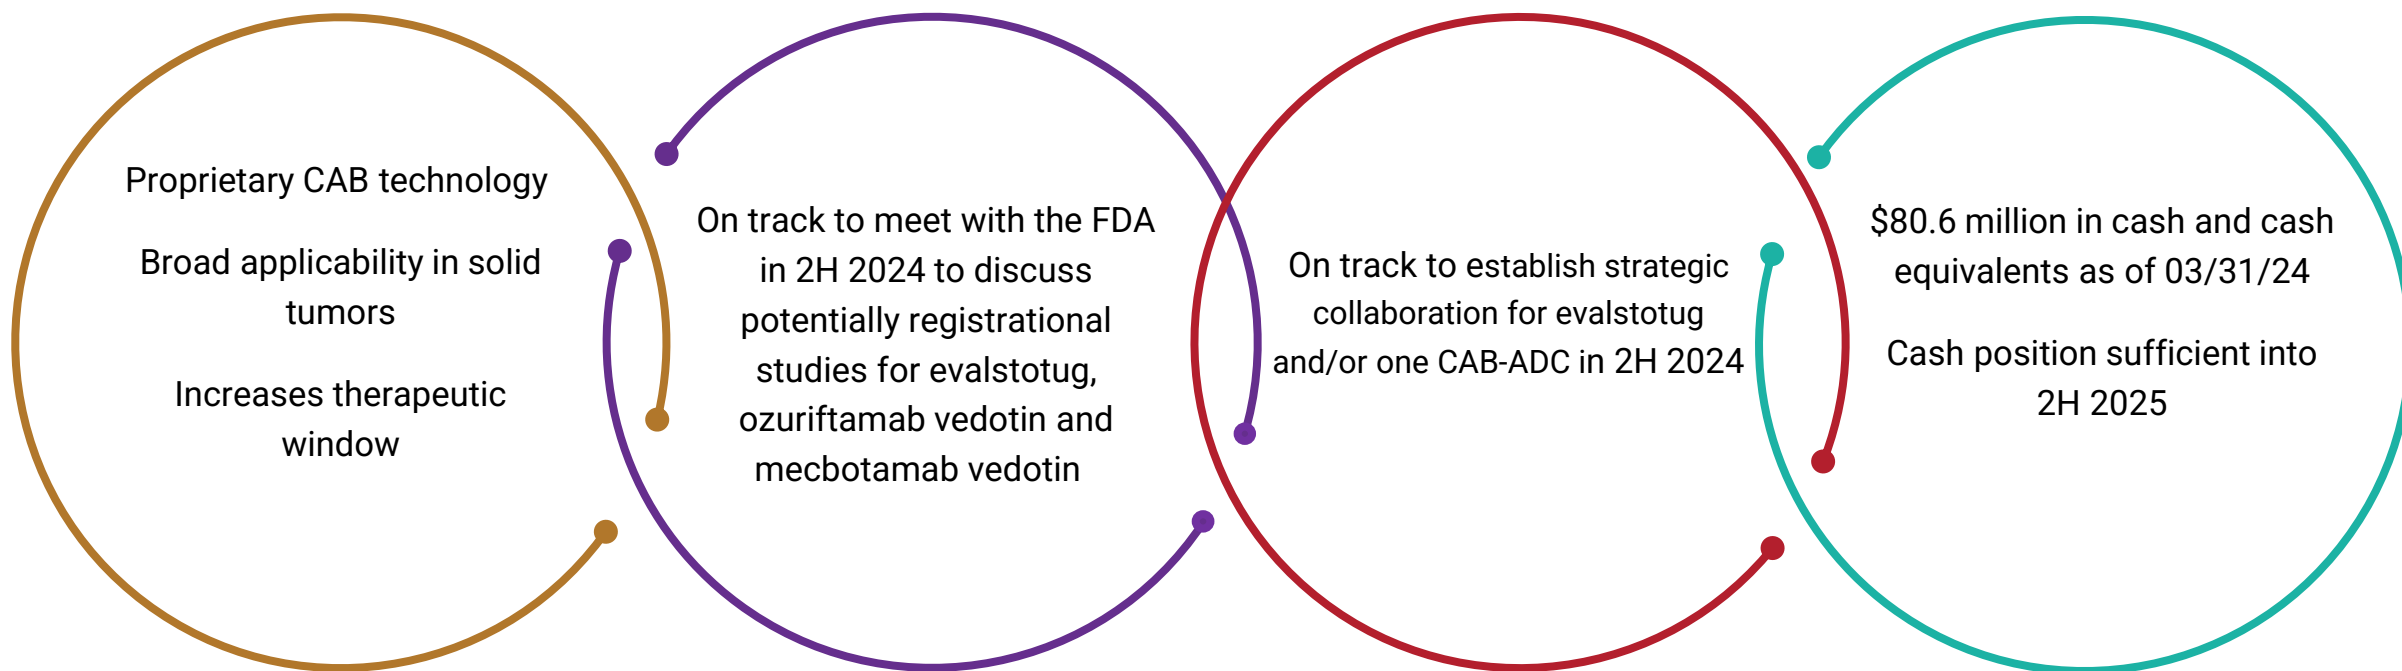 Proprietary CAB technology
Broad applicability in solid
tumors
Increases therapeutic
window
On track to meet with the FDA
in 2H 2024 to discuss
potentially registrational
studies for evalstotug,
ozuriftamab vedotin and
mecbotamab vedotin
On track to establish strategic
collaboration for evalstotug
and/or one CAB-ADC in 2H 2024
$80.6 million in cash and cash
equivalents as of 03/31/24
Cash position sufficient into
2H 2025